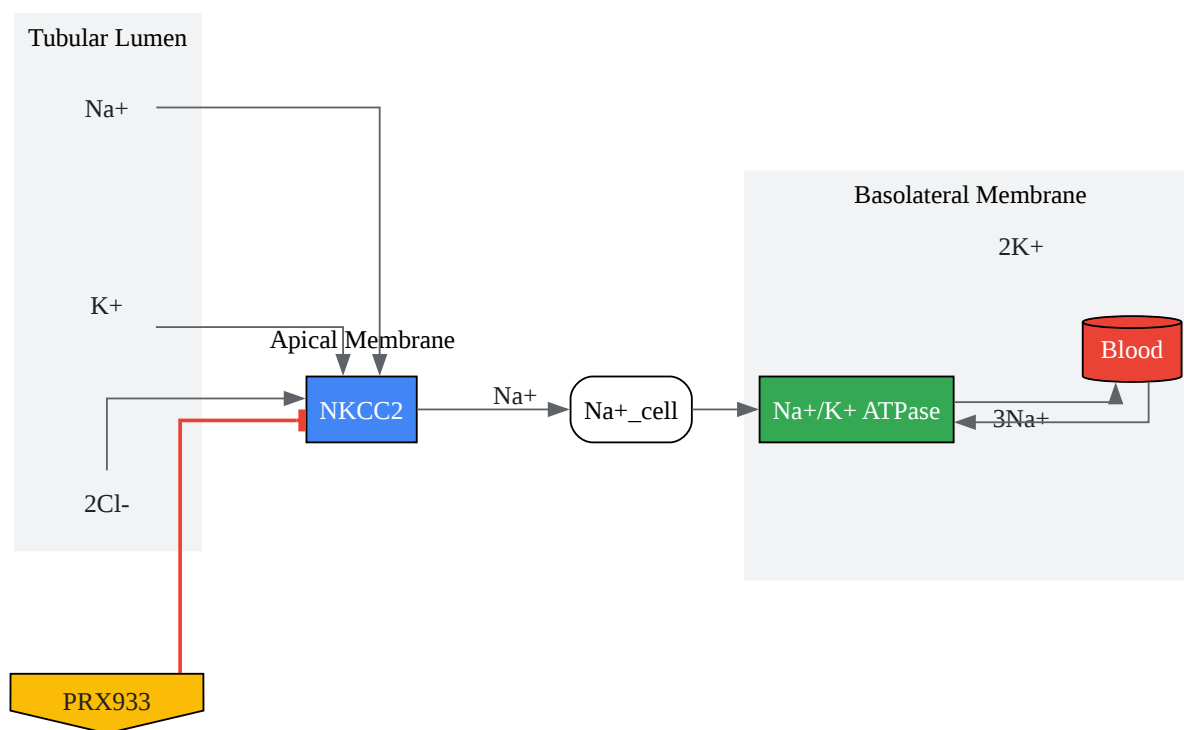 Tubular Lumen
Na+
K+
2Cl-
Apical Membrane
NKCC2
Na+
Na+_cell
Basolateral Membrane
2K+
Blood
Na+/K+ ATPase
3Na+
PRX933